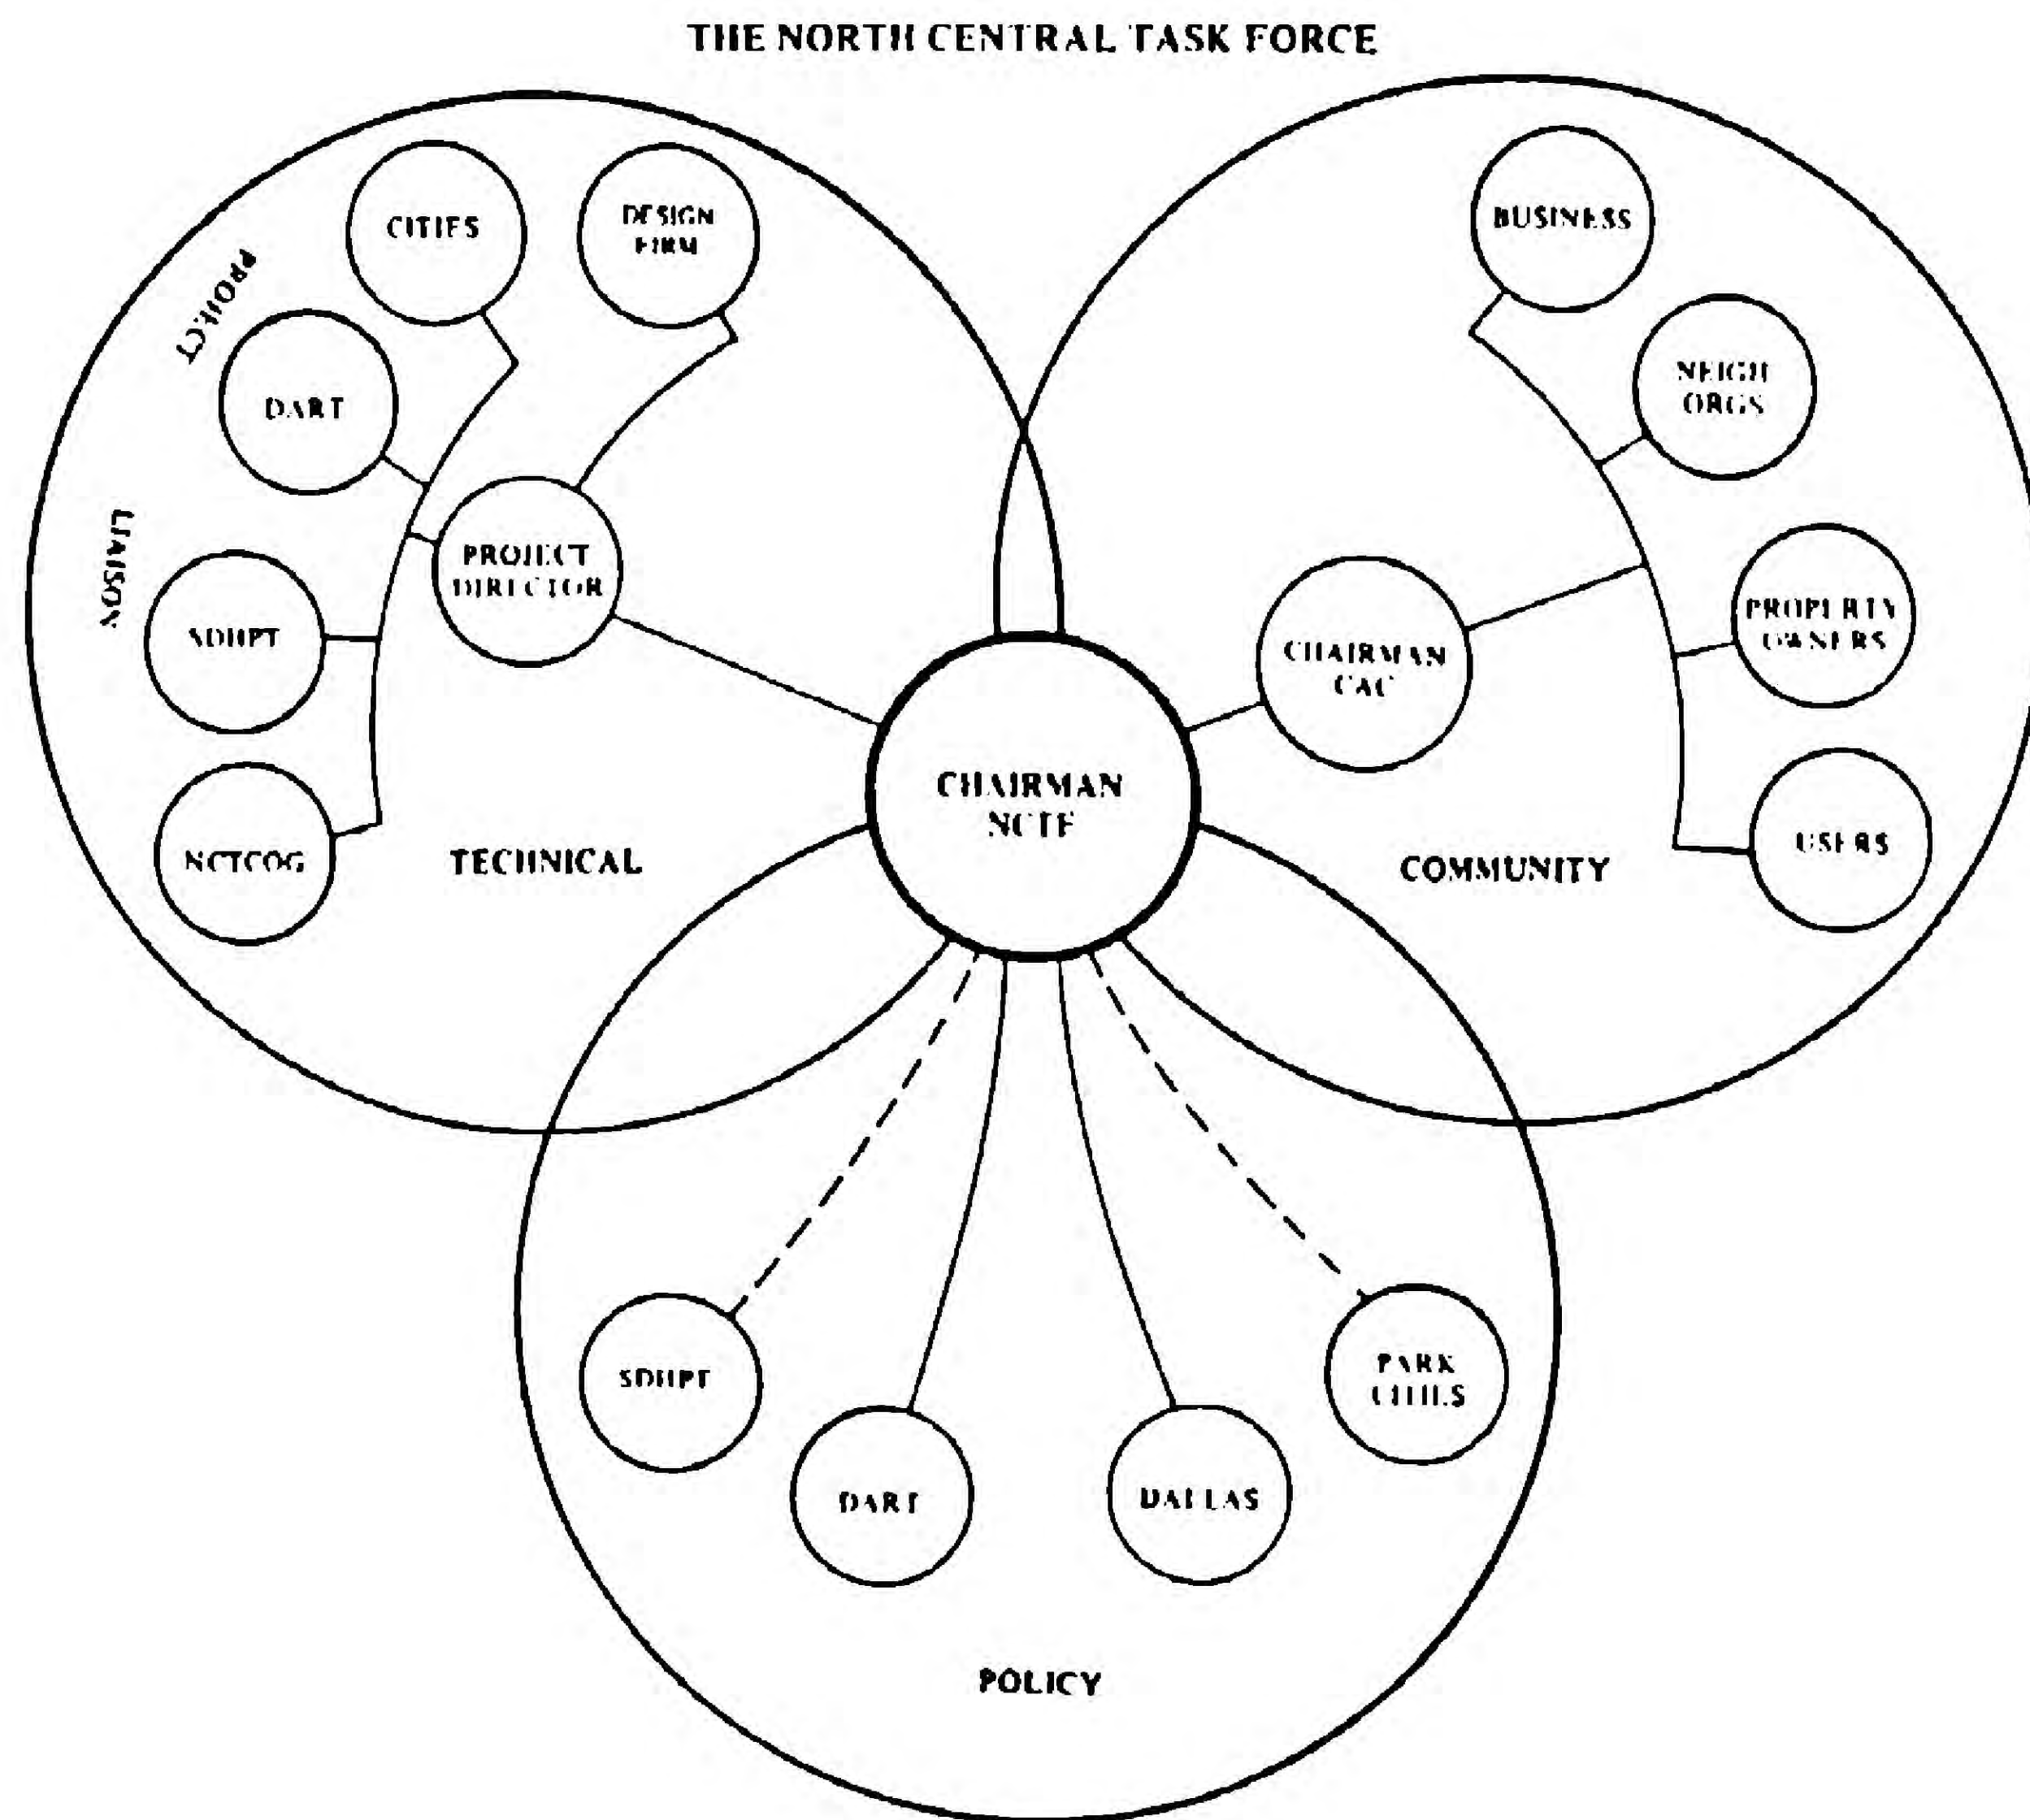 THE NORTH CENTRAL TASK FORCE
CITIES
DESIGN
FIRM
PROJECT
DART
LIAISON
SDHPT
NCTCOG
PROJECT
DIRECTOR
TECHNICAL
BUSINESS
NEIGH
ORGS
PROPERTY
OWNERS
USERS
CHAIRMAN
CAC
COMMUNITY
CHAIRMAN
NCTF
SDHPT
DART
DALLAS
PARK
CITIES
POLICY